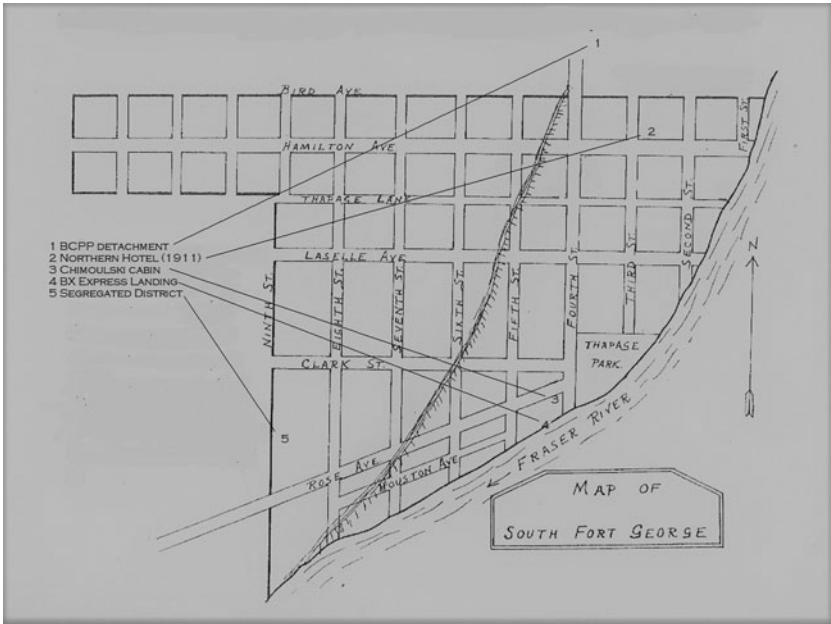 1
BIRD AVE
FIRST ST.
2
HAMILTON AVE
THAPAGE LANE
SECOND ST.
1 BCPP DETACHMENT
2 NORTHERN HOTEL (1911)
3 CHIMOULSKI CABIN
4 BX EXPRESS LANDING
5 SEGREGATED DISTRICT
LASELLE AVE
N
NINTH ST.
EIGHTH ST.
SEVENTH ST.
SIXTH ST.
FIFTH ST.
FOURTH ST.
THIRD ST.
THAPAGE
PARK.
CLARK ST.
3
4
5
FRASER RIVER
ROSE AVE
HOUSTON AVE
MAP OF
SOUTH FORT GEORGE